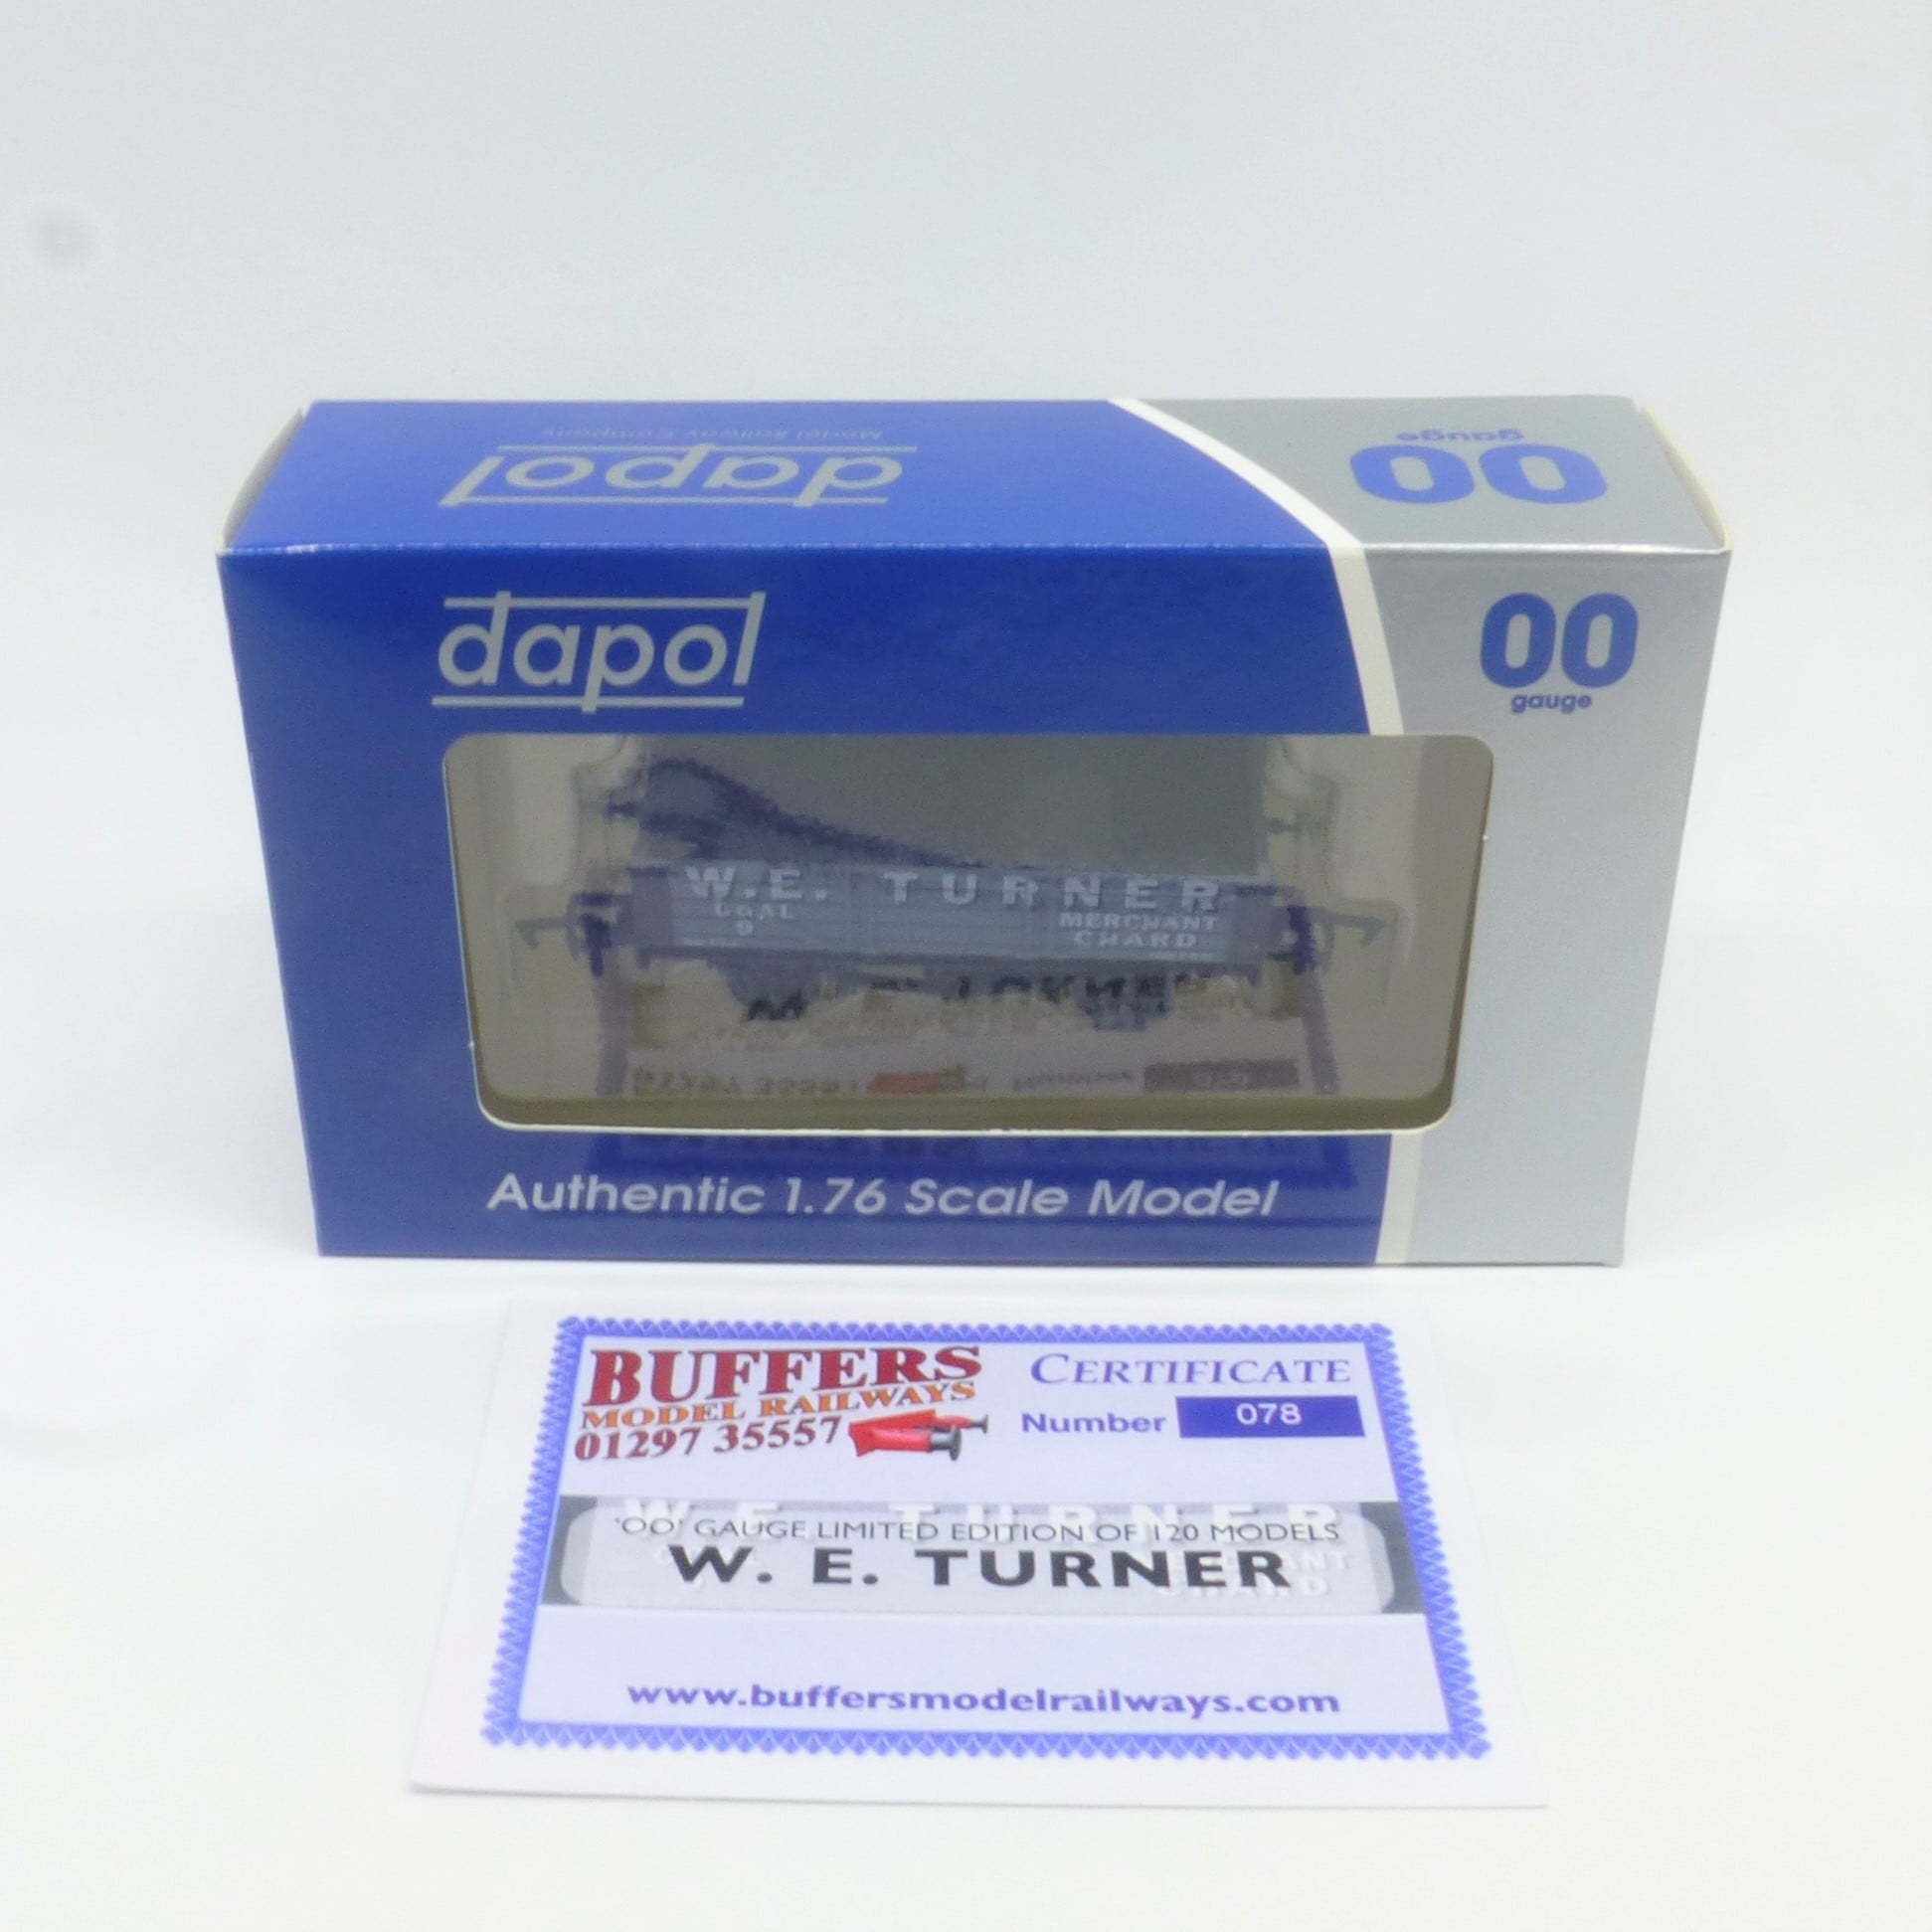 Model Railway Company
dapol
gauge
00
dapol
00
gauge
W.E. TURNER
COAL
MERCHANT
9
CHARD
Authentic 1.76 Scale Model
BUFFERS
MODEL RAILWAYS
01297 35557
CERTIFICATE
Number 078
'OO' GAUGE LIMITED EDITION OF 120 MODELS
W. E. TURNER
www.buffersmodelrailways.com